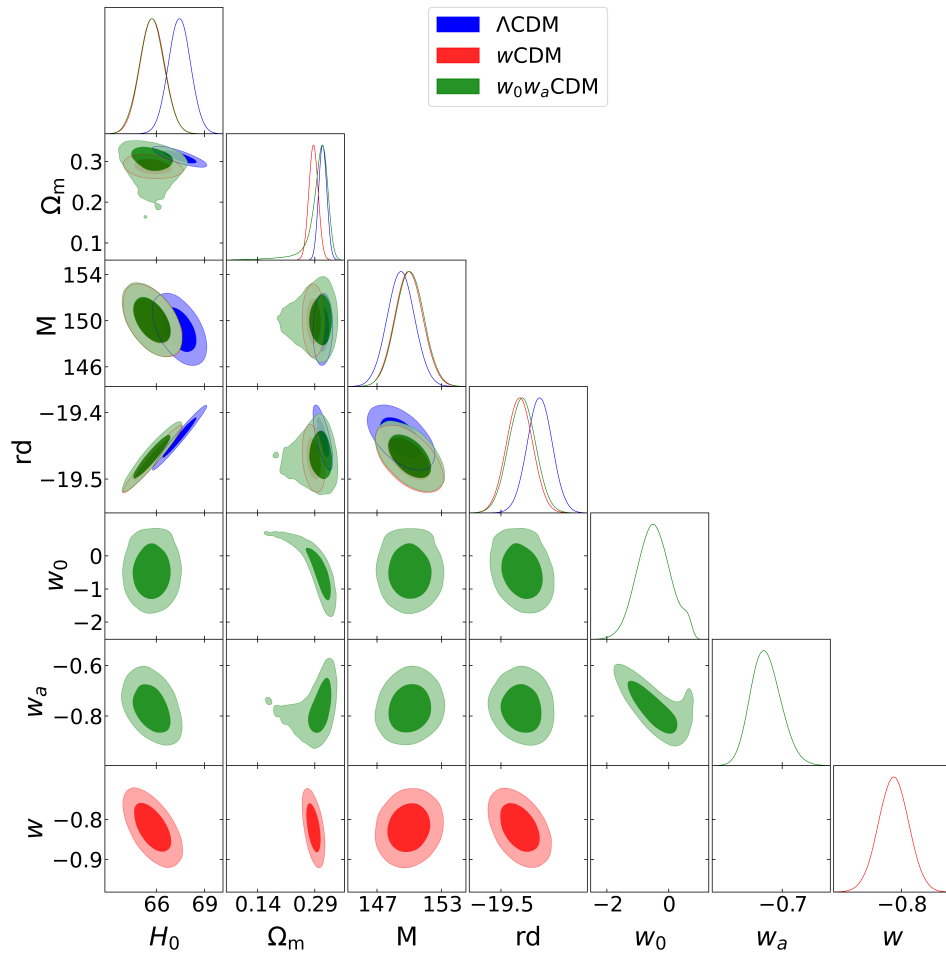 ΛCDM
wCDM
w₀wₐCDM
0.3
0.2
0.1
Ωₘ
154
150
146
M
−19.4
−19.5
rd
0
−1
−2
w₀
−0.6
−0.8
wₐ
−0.8
−0.9
w
66 69 0.14 0.29 147 153 −19.5 −2 0 −0.7 −0.8
H₀ Ωₘ M rd w₀ wₐ w